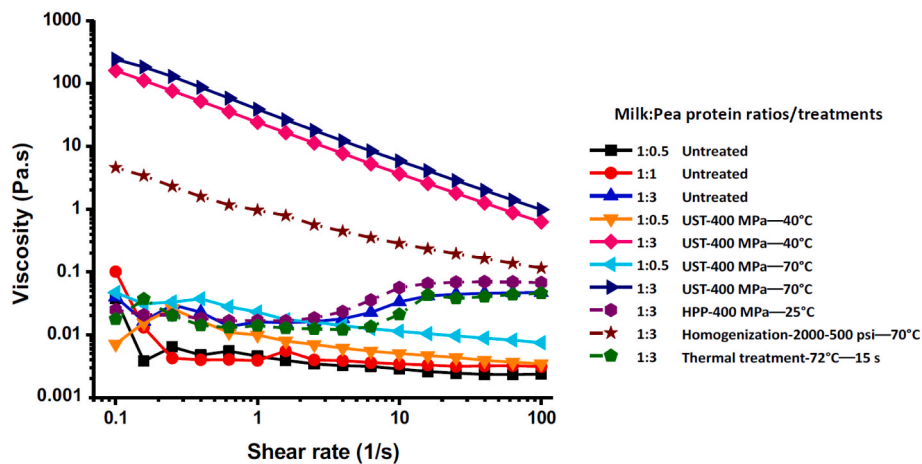 1000
100
10
1
0.1
0.01
0.001
Viscosity (Pa.s)
0.1 1 10 100
Shear rate (1/s)
Milk:Pea protein ratios/treatments
1:0.5 Untreated
1:1 Untreated
1:3 Untreated
1:0.5 UST-400 MPa—40°C
1:3 UST-400 MPa—40°C
1:0.5 UST-400 MPa—70°C
1:3 UST-400 MPa—70°C
1:3 HPP-400 MPa—25°C
1:3 Homogenization-2000-500 psi—70°C
1:3 Thermal treatment-72°C—15 s